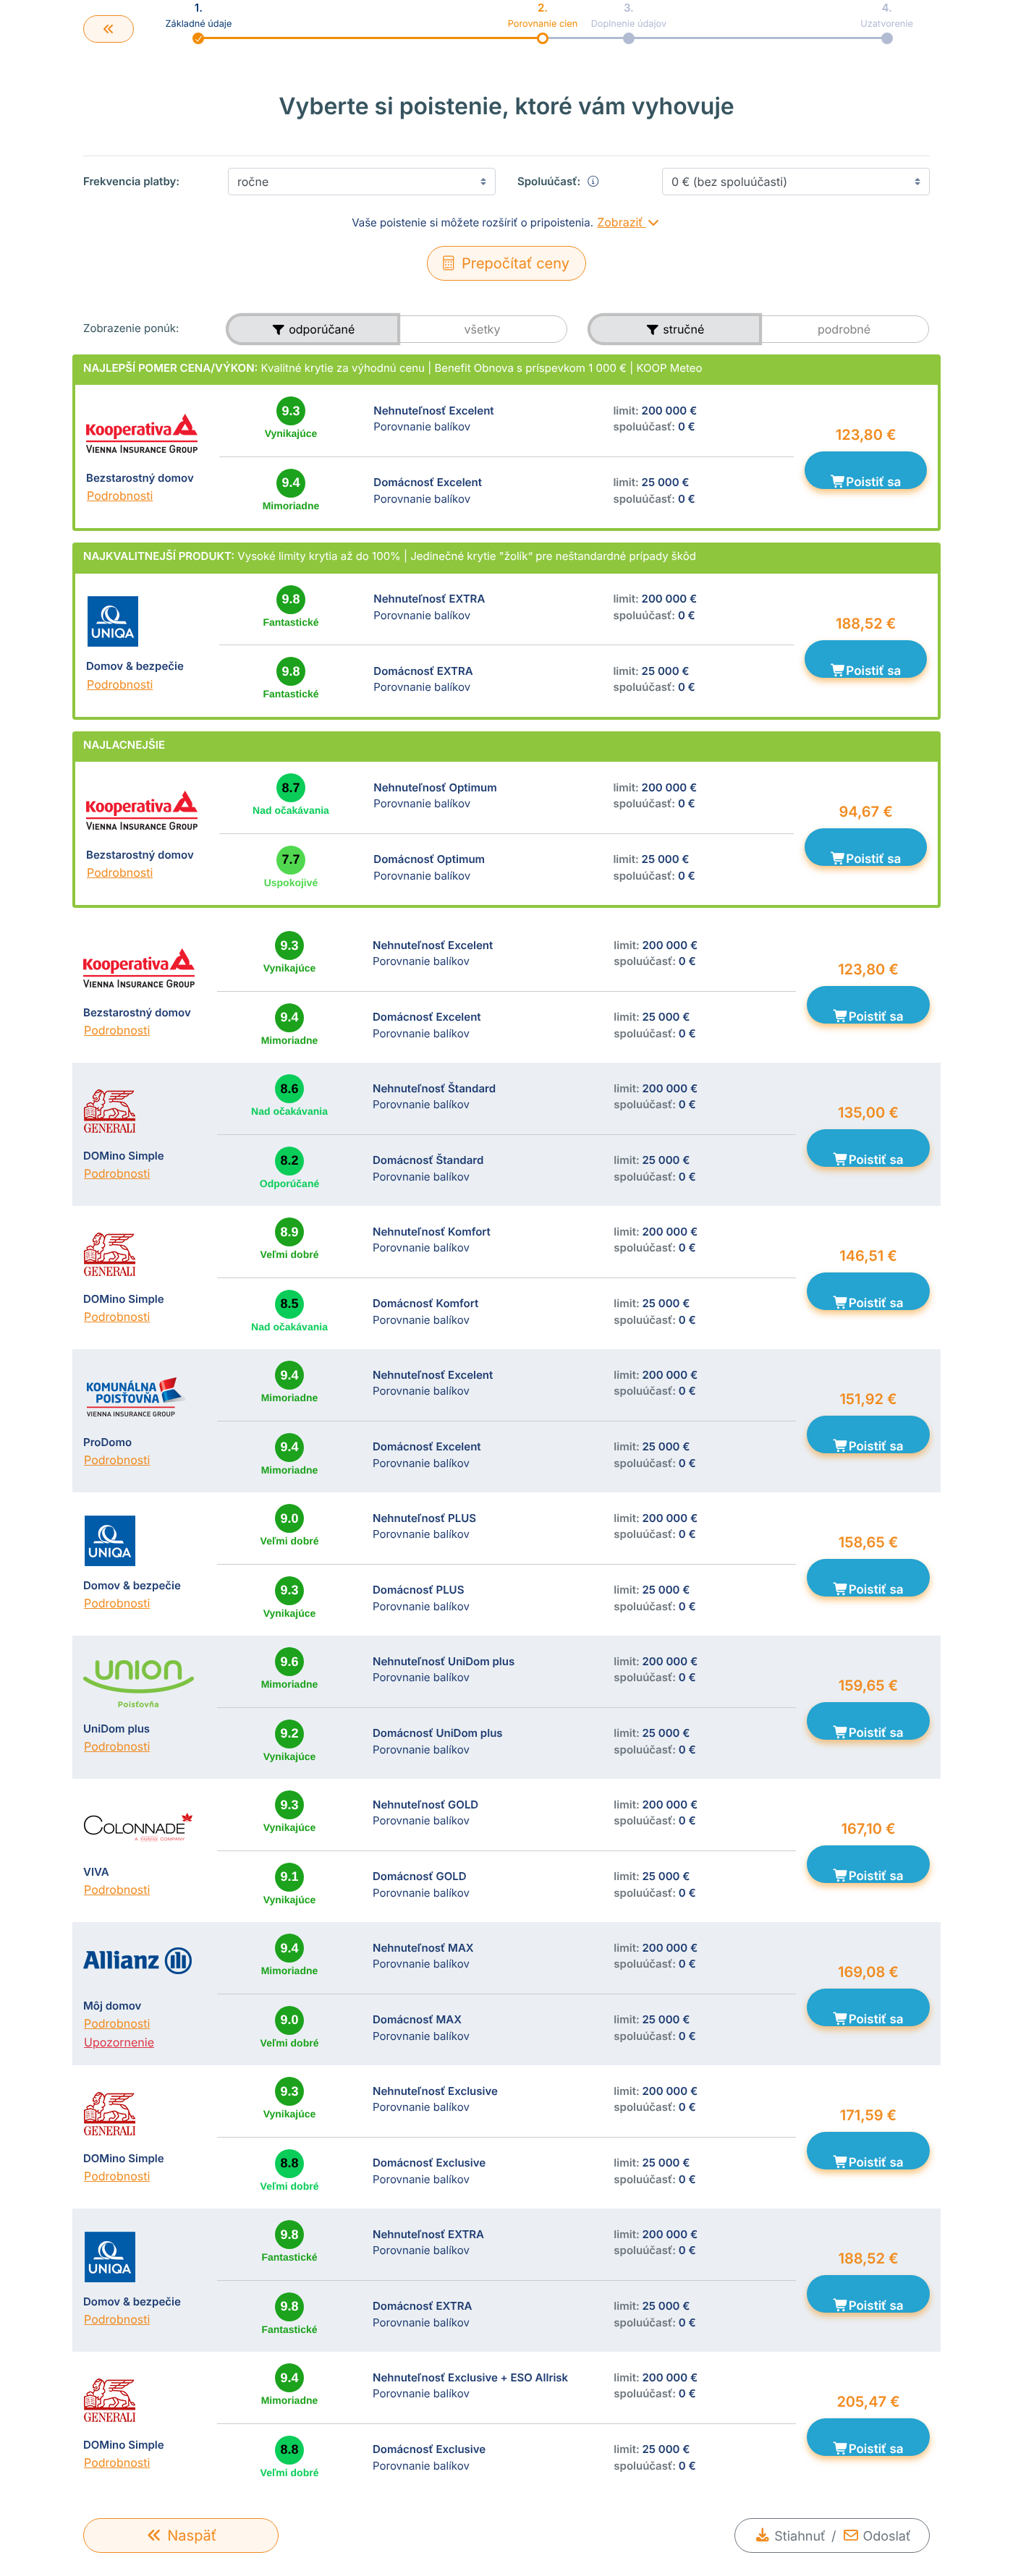 1.
2.
3.
4.
Základné údaje
Porovnanie cien
Doplnenie údajov
Uzatvorenie
Vyberte si poistenie, ktoré vám vyhovuje
Frekvencia platby: ročne Spoluúčasť: 0 € (bez spoluúčasti)
Vaše poistenie si môžete rozšíriť o pripoistenia. Zobraziť
Prepočítať ceny
Zobrazenie ponúk: odporúčané všetky stručné podrobné
NAJLEPŠÍ POMER CENA/VÝKON: Kvalitné krytie za výhodnú cenu | Benefit Obnova s príspevkom 1 000 € | KOOP Meteo
Kooperativa
VIENNA INSURANCE GROUP
Bezstarostný domov
Podrobnosti
9.3
Vynikajúce
Nehnuteľnosť Excelent
Porovnanie balíkov
limit: 200 000 €
spoluúčasť: 0 €
9.4
Mimoriadne
Domácnosť Excelent
Porovnanie balíkov
limit: 25 000 €
spoluúčasť: 0 €
123,80 €
Poistiť sa
NAJKVALITNEJŠÍ PRODUKT: Vysoké limity krytia až do 100% | Jedinečné krytie "žolík" pre neštandardné prípady škôd
UNIQA
Domov & bezpečie
Podrobnosti
9.8
Fantastické
Nehnuteľnosť EXTRA
Porovnanie balíkov
limit: 200 000 €
spoluúčasť: 0 €
9.8
Fantastické
Domácnosť EXTRA
Porovnanie balíkov
limit: 25 000 €
spoluúčasť: 0 €
188,52 €
Poistiť sa
NAJLACNEJŠIE
Kooperativa
VIENNA INSURANCE GROUP
Bezstarostný domov
Podrobnosti
8.7
Nad očakávania
Nehnuteľnosť Optimum
Porovnanie balíkov
limit: 200 000 €
spoluúčasť: 0 €
7.7
Uspokojivé
Domácnosť Optimum
Porovnanie balíkov
limit: 25 000 €
spoluúčasť: 0 €
94,67 €
Poistiť sa
Kooperativa
VIENNA INSURANCE GROUP
Bezstarostný domov
Podrobnosti
9.3
Vynikajúce
Nehnuteľnosť Excelent
Porovnanie balíkov
limit: 200 000 €
spoluúčasť: 0 €
9.4
Mimoriadne
Domácnosť Excelent
Porovnanie balíkov
limit: 25 000 €
spoluúčasť: 0 €
123,80 €
Poistiť sa
GENERALI
DOMino Simple
Podrobnosti
8.6
Nad očakávania
Nehnuteľnosť Štandard
Porovnanie balíkov
limit: 200 000 €
spoluúčasť: 0 €
8.2
Odporúčané
Domácnosť Štandard
Porovnanie balíkov
limit: 25 000 €
spoluúčasť: 0 €
135,00 €
Poistiť sa
GENERALI
DOMino Simple
Podrobnosti
8.9
Veľmi dobré
Nehnuteľnosť Komfort
Porovnanie balíkov
limit: 200 000 €
spoluúčasť: 0 €
8.5
Nad očakávania
Domácnosť Komfort
Porovnanie balíkov
limit: 25 000 €
spoluúčasť: 0 €
146,51 €
Poistiť sa
KOMUNÁLNA
POISŤOVŇA
VIENNA INSURANCE GROUP
ProDomo
Podrobnosti
9.4
Mimoriadne
Nehnuteľnosť Excelent
Porovnanie balíkov
limit: 200 000 €
spoluúčasť: 0 €
9.4
Mimoriadne
Domácnosť Excelent
Porovnanie balíkov
limit: 25 000 €
spoluúčasť: 0 €
151,92 €
Poistiť sa
UNIQA
Domov & bezpečie
Podrobnosti
9.0
Veľmi dobré
Nehnuteľnosť PLUS
Porovnanie balíkov
limit: 200 000 €
spoluúčasť: 0 €
9.3
Vynikajúce
Domácnosť PLUS
Porovnanie balíkov
limit: 25 000 €
spoluúčasť: 0 €
158,65 €
Poistiť sa
union
Poisťovňa
UniDom plus
Podrobnosti
9.6
Mimoriadne
Nehnuteľnosť UniDom plus
Porovnanie balíkov
limit: 200 000 €
spoluúčasť: 0 €
9.2
Vynikajúce
Domácnosť UniDom plus
Porovnanie balíkov
limit: 25 000 €
spoluúčasť: 0 €
159,65 €
Poistiť sa
COLONNADE
A FAIRFAX COMPANY
VIVA
Podrobnosti
9.3
Vynikajúce
Nehnuteľnosť GOLD
Porovnanie balíkov
limit: 200 000 €
spoluúčasť: 0 €
9.1
Vynikajúce
Domácnosť GOLD
Porovnanie balíkov
limit: 25 000 €
spoluúčasť: 0 €
167,10 €
Poistiť sa
Allianz
Môj domov
Podrobnosti
Upozornenie
9.4
Mimoriadne
Nehnuteľnosť MAX
Porovnanie balíkov
limit: 200 000 €
spoluúčasť: 0 €
9.0
Veľmi dobré
Domácnosť MAX
Porovnanie balíkov
limit: 25 000 €
spoluúčasť: 0 €
169,08 €
Poistiť sa
GENERALI
DOMino Simple
Podrobnosti
9.3
Vynikajúce
Nehnuteľnosť Exclusive
Porovnanie balíkov
limit: 200 000 €
spoluúčasť: 0 €
8.8
Veľmi dobré
Domácnosť Exclusive
Porovnanie balíkov
limit: 25 000 €
spoluúčasť: 0 €
171,59 €
Poistiť sa
UNIQA
Domov & bezpečie
Podrobnosti
9.8
Fantastické
Nehnuteľnosť EXTRA
Porovnanie balíkov
limit: 200 000 €
spoluúčasť: 0 €
9.8
Fantastické
Domácnosť EXTRA
Porovnanie balíkov
limit: 25 000 €
spoluúčasť: 0 €
188,52 €
Poistiť sa
GENERALI
DOMino Simple
Podrobnosti
9.4
Mimoriadne
Nehnuteľnosť Exclusive + ESO Allrisk
Porovnanie balíkov
limit: 200 000 €
spoluúčasť: 0 €
8.8
Veľmi dobré
Domácnosť Exclusive
Porovnanie balíkov
limit: 25 000 €
spoluúčasť: 0 €
205,47 €
Poistiť sa
Naspäť
Stiahnuť / Odoslať